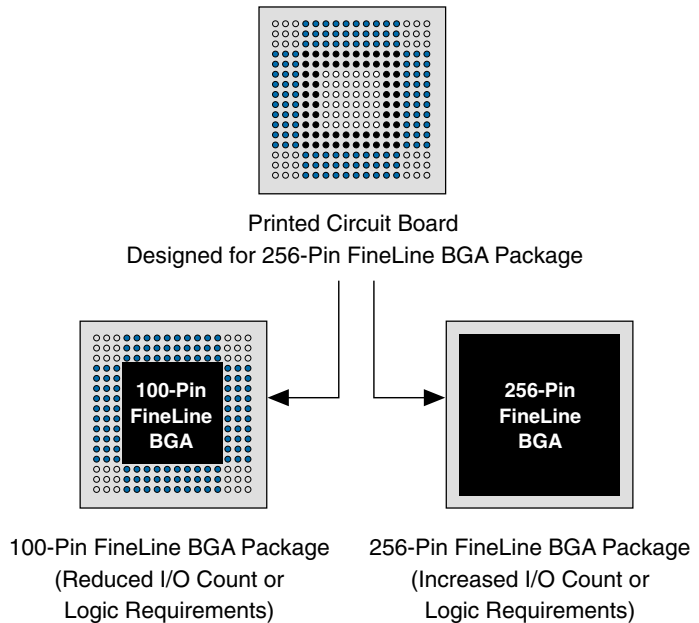 Printed Circuit Board
Designed for 256-Pin FineLine BGA Package
100-Pin
FineLine
BGA
256-Pin
FineLine
BGA
100-Pin FineLine BGA Package
(Reduced I/O Count or
Logic Requirements)
256-Pin FineLine BGA Package
(Increased I/O Count or
Logic Requirements)